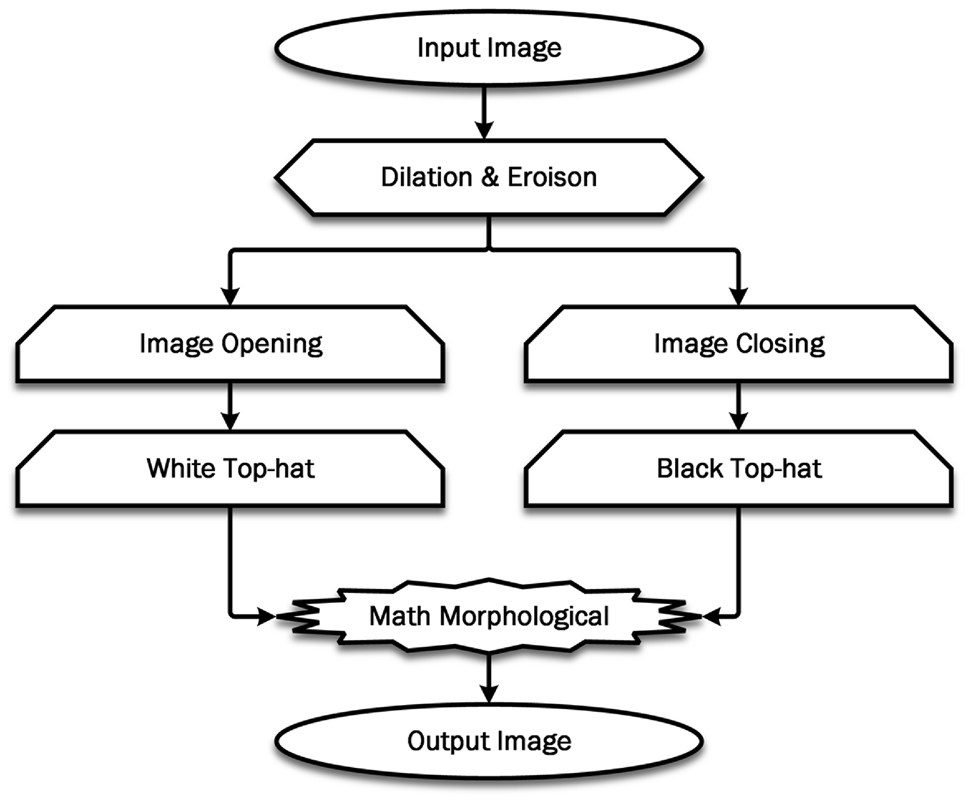 Input Image
Dilation & Eroison
Image Opening
Image Closing
White Top-hat
Black Top-hat
Math Morphological
Output Image